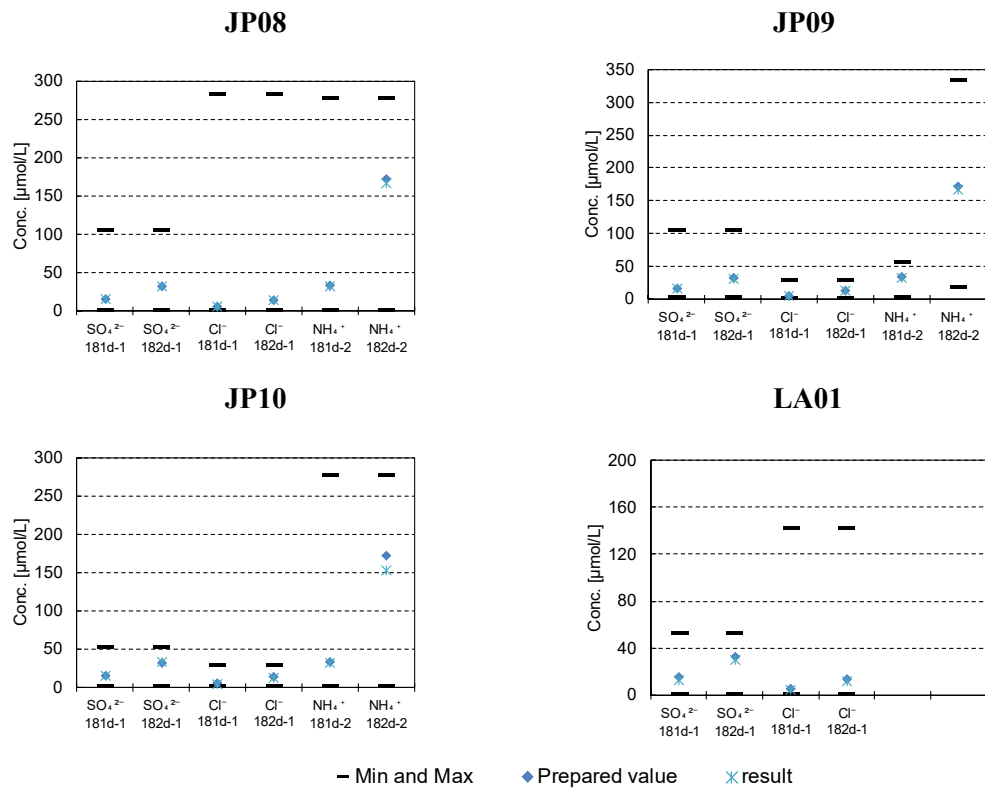 JP08
JP09
300
250
200
150
100
50
0
Conc. [µmol/L]
SO₄²⁻ SO₄²⁻ Cl⁻ Cl⁻ NH₄⁺ NH₄⁺
181d-1 182d-1 181d-1 182d-1 181d-2 182d-2
350
300
250
200
150
100
50
0
Conc. [µmol/L]
SO₄²⁻ SO₄²⁻ Cl⁻ Cl⁻ NH₄⁺ NH₄⁺
181d-1 182d-1 181d-1 182d-1 181d-2 182d-2
JP10
LA01
300
250
200
150
100
50
0
Conc. [µmol/L]
SO₄²⁻ SO₄²⁻ Cl⁻ Cl⁻ NH₄⁺ NH₄⁺
181d-1 182d-1 181d-1 182d-1 181d-2 182d-2
200
160
120
80
40
0
Conc. [µmol/L]
SO₄²⁻ SO₄²⁻ Cl⁻ Cl⁻
181d-1 182d-1 181d-1 182d-1
Min and Max Prepared value result